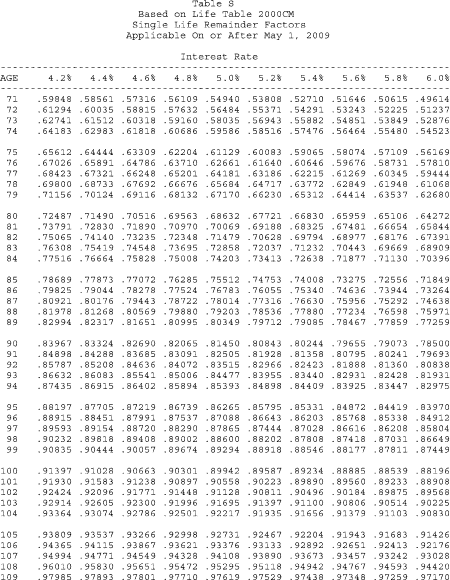 Table S
Based on Life Table 2000CM
Single Life Remainder Factors
Applicable On or After May 1, 2009
Interest Rate
AGE 4.2% 4.4% 4.6% 4.8% 5.0% 5.2% 5.4% 5.6% 5.8% 6.0%
71 .59848 .58561 .57316 .56109 .54940 .53808 .52710 .51646 .50615 .49614
72 .61294 .60035 .58815 .57632 .56484 .55371 .54291 .53243 .52225 .51237
73 .62741 .61512 .60318 .59160 .58035 .56943 .55882 .54851 .53849 .52876
74 .64183 .62983 .61818 .60686 .59586 .58516 .57476 .56464 .55480 .54523
75 .65612 .64444 .63309 .62204 .61129 .60083 .59065 .58074 .57109 .56169
76 .67026 .65891 .64786 .63710 .62661 .61640 .60646 .59676 .58731 .57810
77 .68423 .67321 .66248 .65201 .64181 .63186 .62215 .61269 .60345 .59444
78 .69800 .68733 .67692 .66676 .65684 .64717 .63772 .62849 .61948 .61068
79 .71156 .70124 .69116 .68132 .67170 .66230 .65312 .64414 .63537 .62680
80 .72487 .71490 .70516 .69563 .68632 .67721 .66830 .65959 .65106 .64272
81 .73791 .72830 .71890 .70970 .70069 .69188 .68325 .67481 .66654 .65844
82 .75065 .74140 .73235 .72348 .71479 .70628 .69794 .68977 .68176 .67391
83 .76308 .75419 .74548 .73695 .72858 .72037 .71232 .70443 .69669 .68909
84 .77516 .76664 .75828 .75008 .74203 .73413 .72638 .71877 .71130 .70396
85 .78689 .77873 .77072 .76285 .75512 .74753 .74008 .73275 .72556 .71849
86 .79825 .79044 .78278 .77524 .76783 .76055 .75340 .74636 .73944 .73264
87 .80921 .80176 .79443 .78722 .78014 .77316 .76630 .75956 .75292 .74638
88 .81978 .81268 .80569 .79880 .79203 .78536 .77880 .77234 .76598 .75971
89 .82994 .82317 .81651 .80995 .80349 .79712 .79085 .78467 .77859 .77259
90 .83967 .83324 .82690 .82065 .81450 .80843 .80244 .79655 .79073 .78500
91 .84898 .84288 .83685 .83091 .82505 .81928 .81358 .80795 .80241 .79693
92 .85787 .85208 .84636 .84072 .83515 .82966 .82423 .81888 .81360 .80838
93 .86632 .86083 .85541 .85006 .84477 .83955 .83440 .82931 .82428 .81931
94 .87435 .86915 .86402 .85894 .85393 .84898 .84409 .83925 .83447 .82975
95 .88197 .87705 .87219 .86739 .86265 .85795 .85331 .84872 .84419 .83970
96 .88915 .88451 .87991 .87537 .87088 .86643 .86203 .85768 .85338 .84912
97 .89593 .89154 .88720 .88290 .87865 .87444 .87028 .86616 .86208 .85804
98 .90232 .89818 .89408 .89002 .88600 .88202 .87808 .87418 .87031 .86649
99 .90835 .90444 .90057 .89674 .89294 .88918 .88546 .88177 .87811 .87449
100 .91397 .91028 .90663 .90301 .89942 .89587 .89234 .88885 .88539 .88196
101 .91930 .91583 .91238 .90897 .90558 .90223 .89890 .89560 .89233 .88908
102 .92424 .92096 .91771 .91448 .91128 .90811 .90496 .90184 .89875 .89568
103 .92914 .92605 .92300 .91996 .91695 .91397 .91100 .90806 .90514 .90225
104 .93364 .93074 .92786 .92501 .92217 .91935 .91656 .91379 .91103 .90830
105 .93809 .93537 .93266 .92998 .92731 .92467 .92204 .91943 .91683 .91426
106 .94365 .94115 .93867 .93621 .93376 .93133 .92892 .92651 .92413 .92176
107 .94994 .94771 .94549 .94328 .94108 .93890 .93673 .93457 .93242 .93028
108 .96010 .95830 .95651 .95472 .95295 .95118 .94942 .94767 .94593 .94420
109 .97985 .97893 .97801 .97710 .97619 .97529 .97438 .97348 .97259 .97170